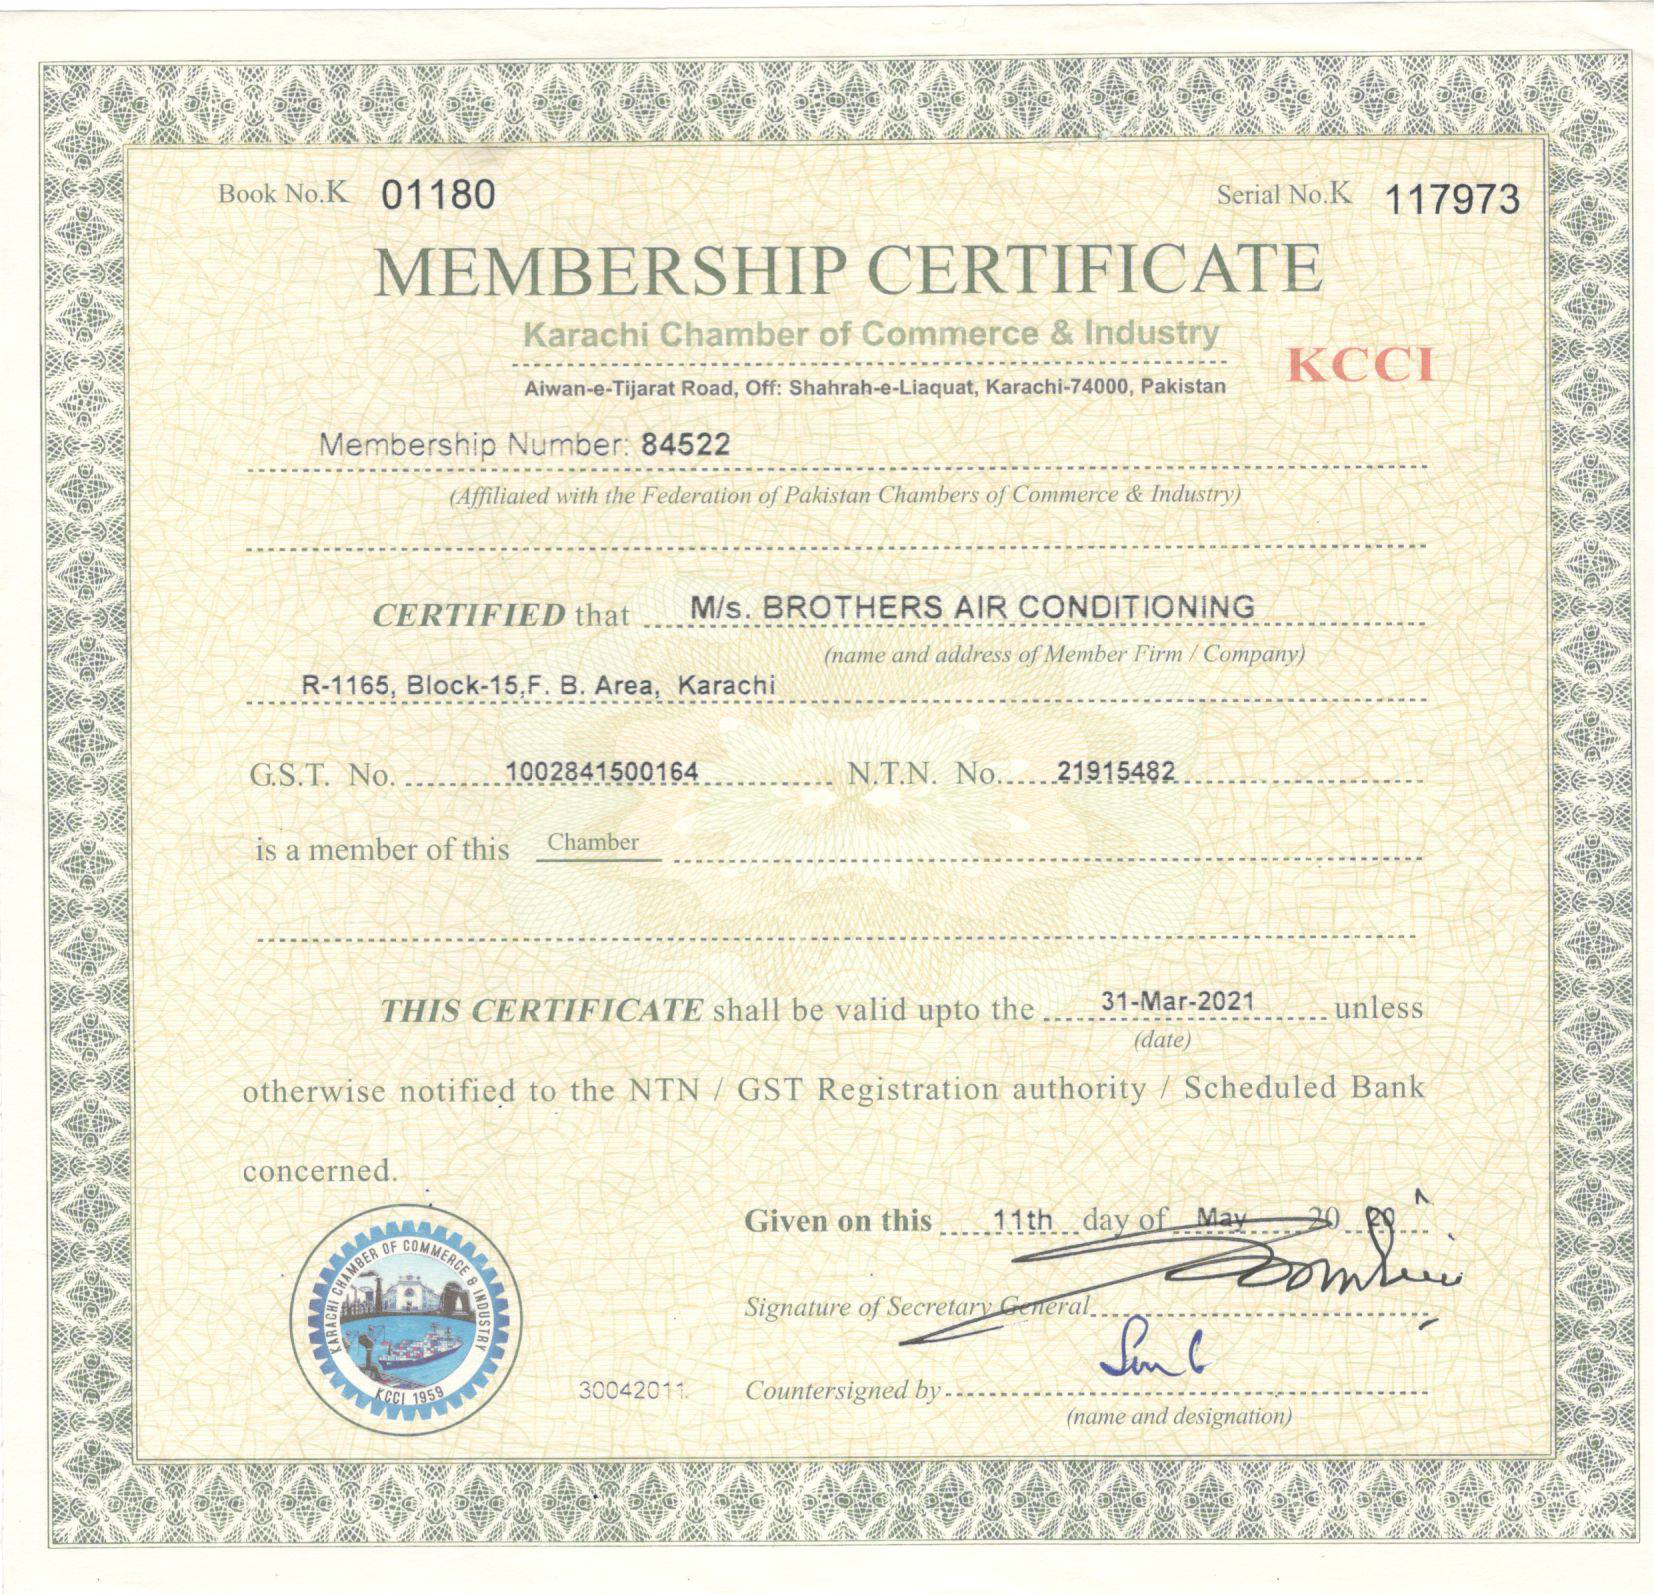 Book No.K 01180
Serial No.K 117973
MEMBERSHIP CERTIFICATE
Karachi Chamber of Commerce & Industry
KCCI
Aiwan-e-Tijarat Road, Off: Shahrah-e-Liaquat, Karachi-74000, Pakistan
Membership Number: 84522
(Affiliated with the Federation of Pakistan Chambers of Commerce & Industry)
CERTIFIED that M/s. BROTHERS AIR CONDITIONING
(name and address of Member Firm / Company)
R-1165, Block-15,F. B. Area, Karachi
G.S.T. No. 1002841500164 N.T.N. No. 21915482
is a member of this Chamber
THIS CERTIFICATE shall be valid upto the 31-Mar-2021 unless
(date)
otherwise notified to the NTN / GST Registration authority / Scheduled Bank
concerned.
Given on this 11th day of May 20 20
Signature of Secretary General
KARACHI CHAMBER OF COMMERCE & INDUSTRY
KCCI 1959
30042011.
Countersigned by
(name and designation)